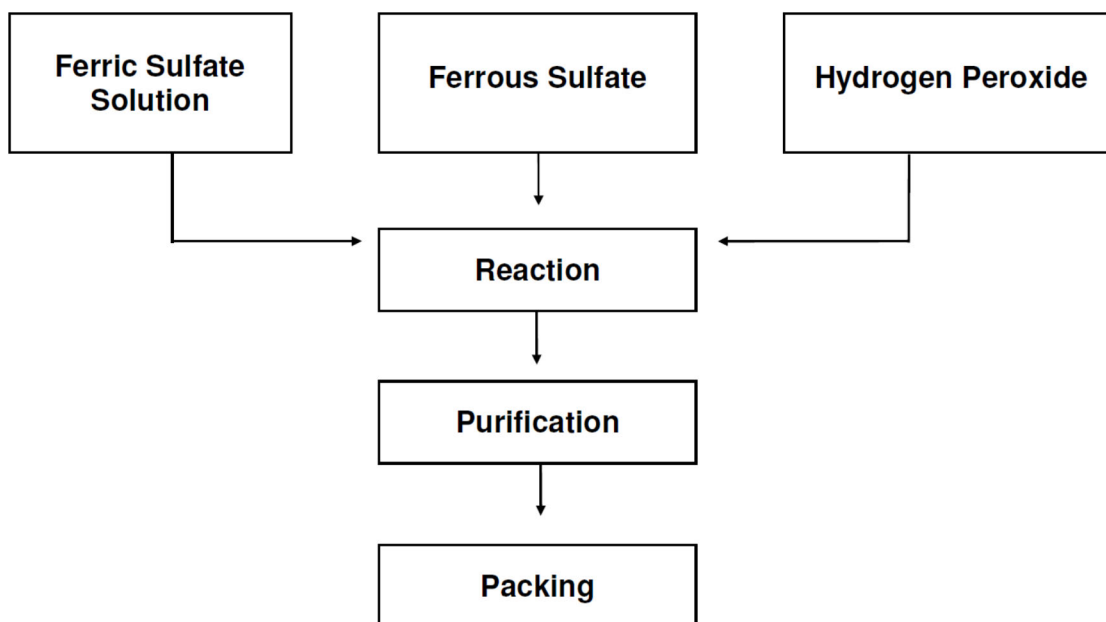 Ferric Sulfate
Solution
Ferrous Sulfate
Hydrogen Peroxide
Reaction
Purification
Packing